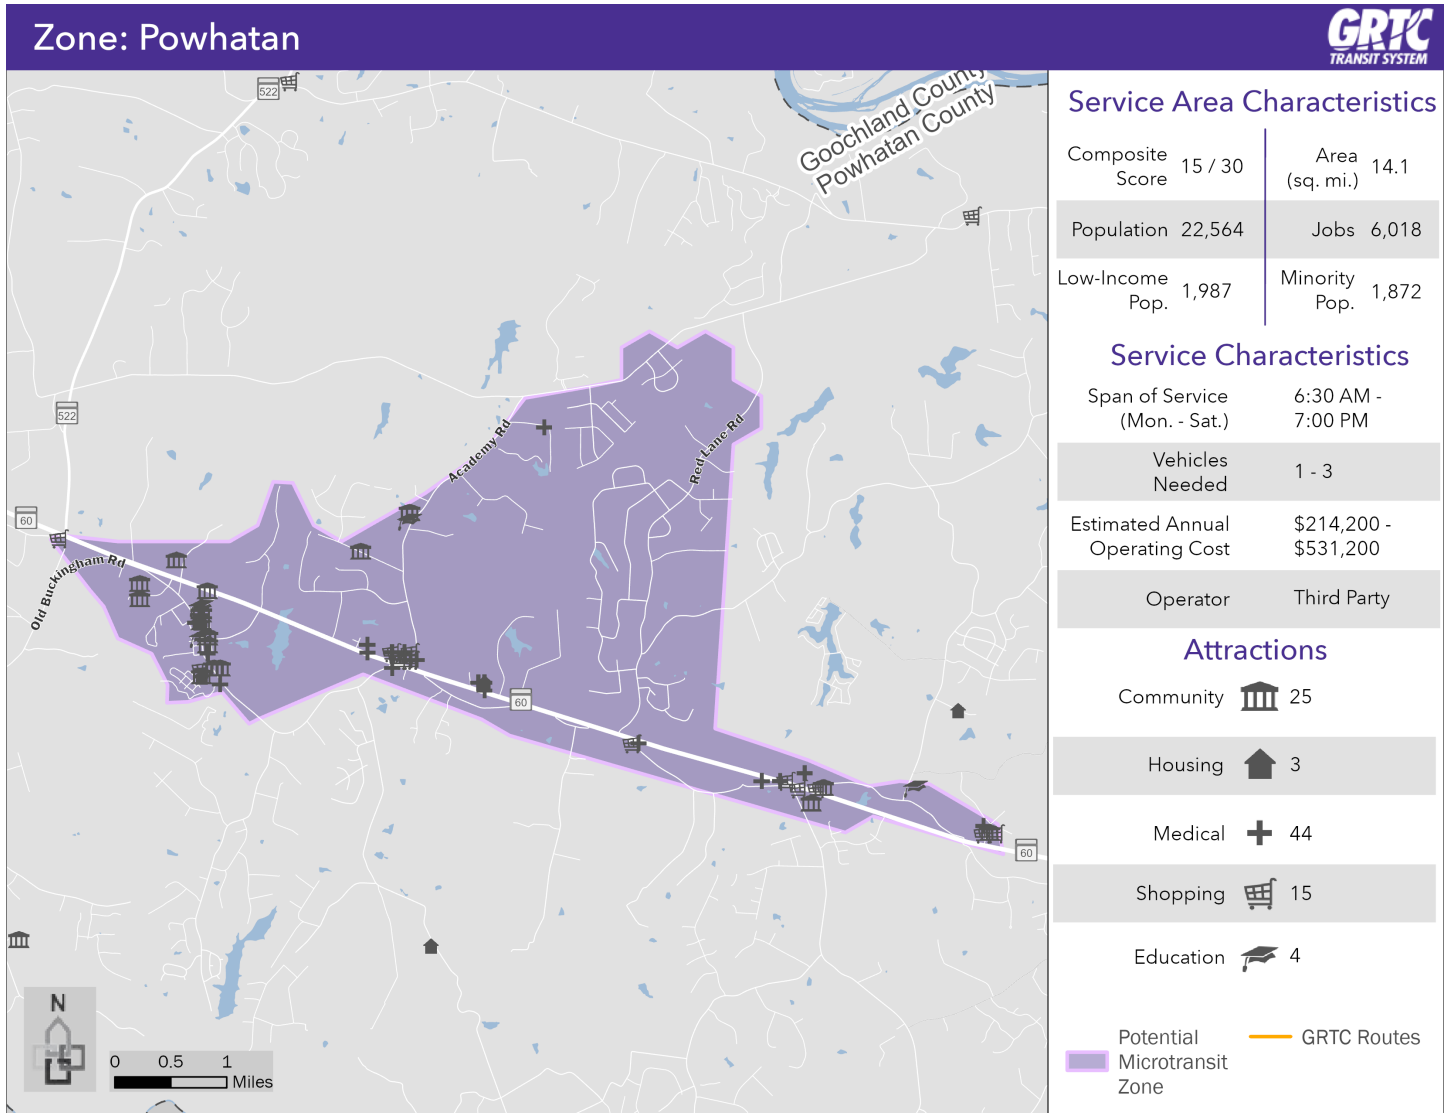 Zone: Powhatan
GRTC
TRANSIT SYSTEM
522
Goochland County
Powhatan County
522
Academy Rd
Red Lane Rd
60
Old Buckingham Rd
60
60
N
0 0.5 1
Miles
Service Area Characteristics
Composite
Score
15 / 30
Area
(sq. mi.)
14.1
Population 22,564
Jobs 6,018
Low-Income
Pop.
1,987
Minority
Pop.
1,872
Service Characteristics
Span of Service
(Mon. - Sat.)
6:30 AM -
7:00 PM
Vehicles
Needed
1 - 3
Estimated Annual
Operating Cost
$214,200 -
$531,200
Operator Third Party
Attractions
Community 25
Housing 3
Medical 44
Shopping 15
Education 4
Potential
Microtransit
Zone
GRTC Routes